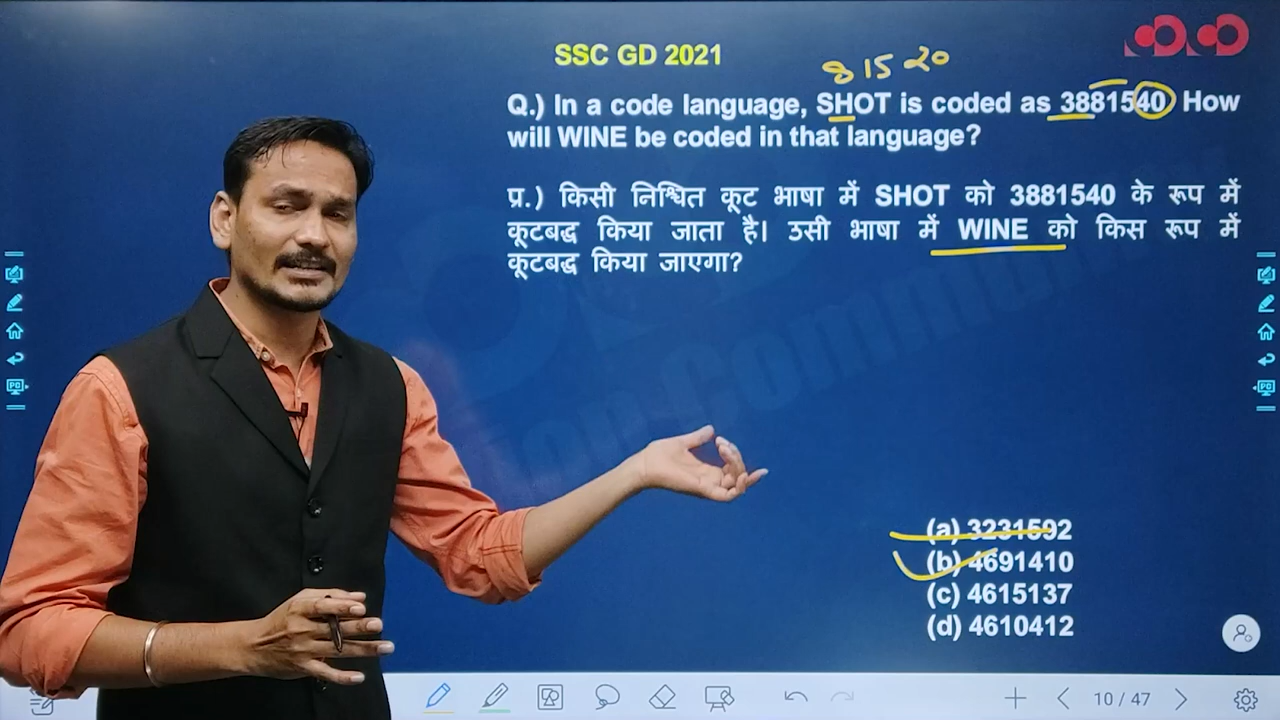 SSC GD 2021
8 15 20
Q.) In a code language, SHOT is coded as 3881540 How
will WINE be coded in that language?
प्र.) किसी निश्चित कूट भाषा में SHOT को 3881540 के रूप में
कूटबद्ध किया जाता है। उसी भाषा में WINE को किस रूप में
कूटबद्ध किया जाएगा?
(a) 3231592
(b) 4691410
(c) 4615137
(d) 4610412
10 / 47